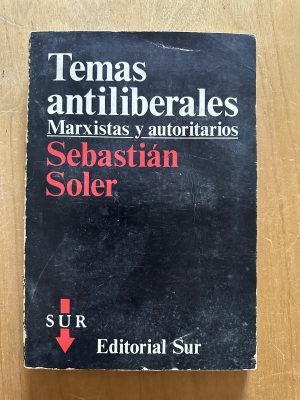 Temas
antiliberales
Marxistas y autoritarios
Sebastián
Soler
SUR
Editorial Sur